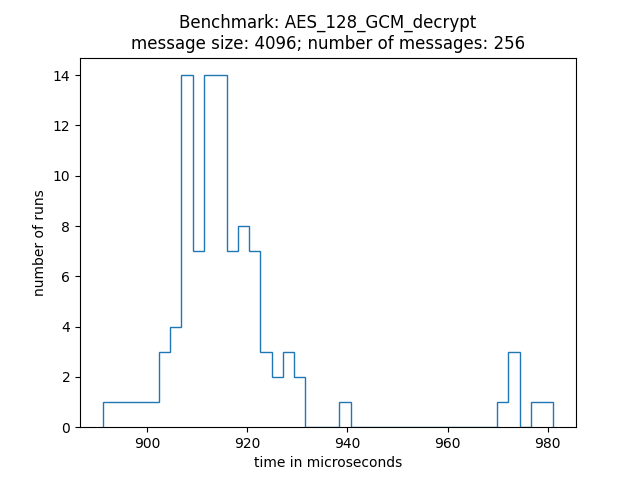 Benchmark: AES_128_GCM_decrypt
message size: 4096; number of messages: 256
14
12
10
8
6
4
2
0
number of runs
900 920 940 960 980
time in microseconds